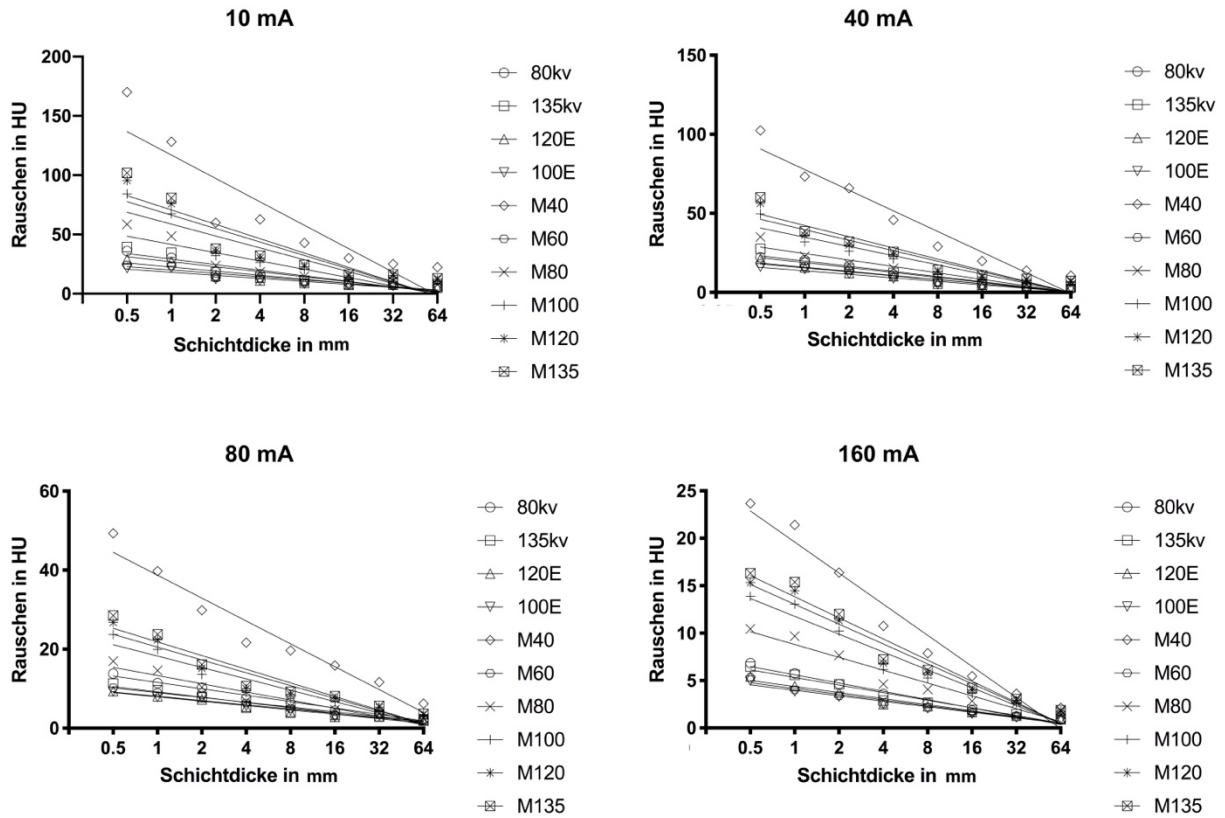 10 mA
Rauschen in HU
200
150
100
50
0
0.5 1 2 4 8 16 32 64
Schichtdicke in mm
80kv
135kv
120E
100E
M40
M60
M80
M100
M120
M135
40 mA
Rauschen in HU
150
100
50
0
0.5 1 2 4 8 16 32 64
Schichtdicke in mm
80kv
135kv
120E
100E
M40
M60
M80
M100
M120
M135
80 mA
Rauschen in HU
60
40
20
0
0.5 1 2 4 8 16 32 64
Schichtdicke in mm
80kv
135kv
120E
100E
M40
M60
M80
M100
M120
M135
160 mA
Rauschen in HU
25
20
15
10
5
0
0.5 1 2 4 8 16 32 64
Schichtdicke in mm
80kv
135kv
120E
100E
M40
M60
M80
M100
M120
M135